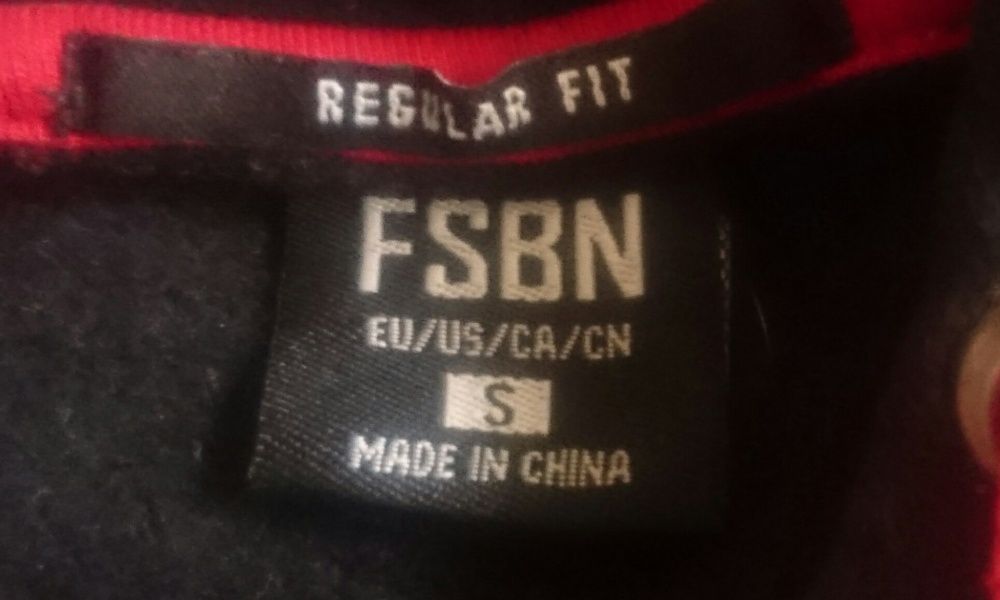 REGULAR FIT
FSBN
EU/US/CA/CN
S
MADE IN CHINA